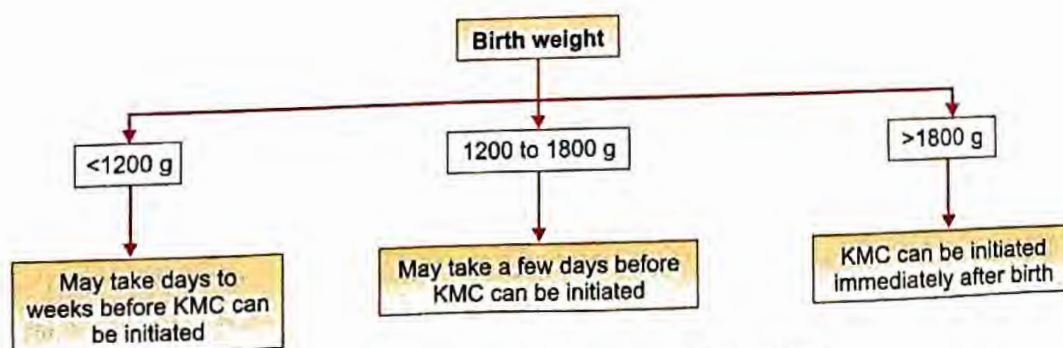 Birth weight
<1200 g
1200 to 1800 g
>1800 g
May take days to
weeks before KMC can
be initiated
May take a few days before
KMC can be initiated
KMC can be initiated
immediately after birth